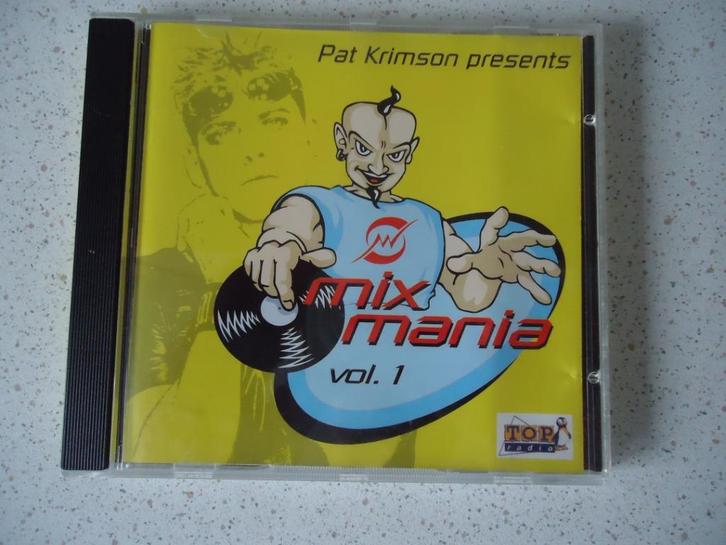 Pat Krimson presents
mix
mania
vol. 1
TOP
radio